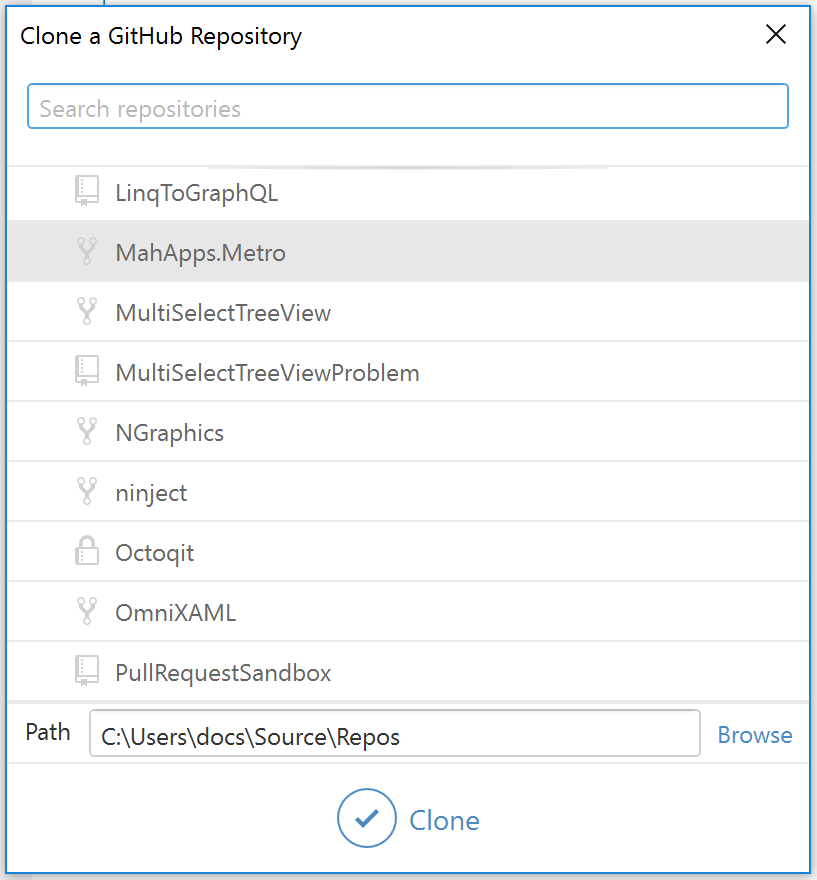 Clone a GitHub Repository
Search repositories
LinqToGraphQL
MahApps.Metro
MultiSelectTreeView
MultiSelectTreeViewProblem
NGraphics
ninject
Octoqit
OmniXAML
PullRequestSandbox
Path C:\Users\docs\Source\Repos Browse
Clone